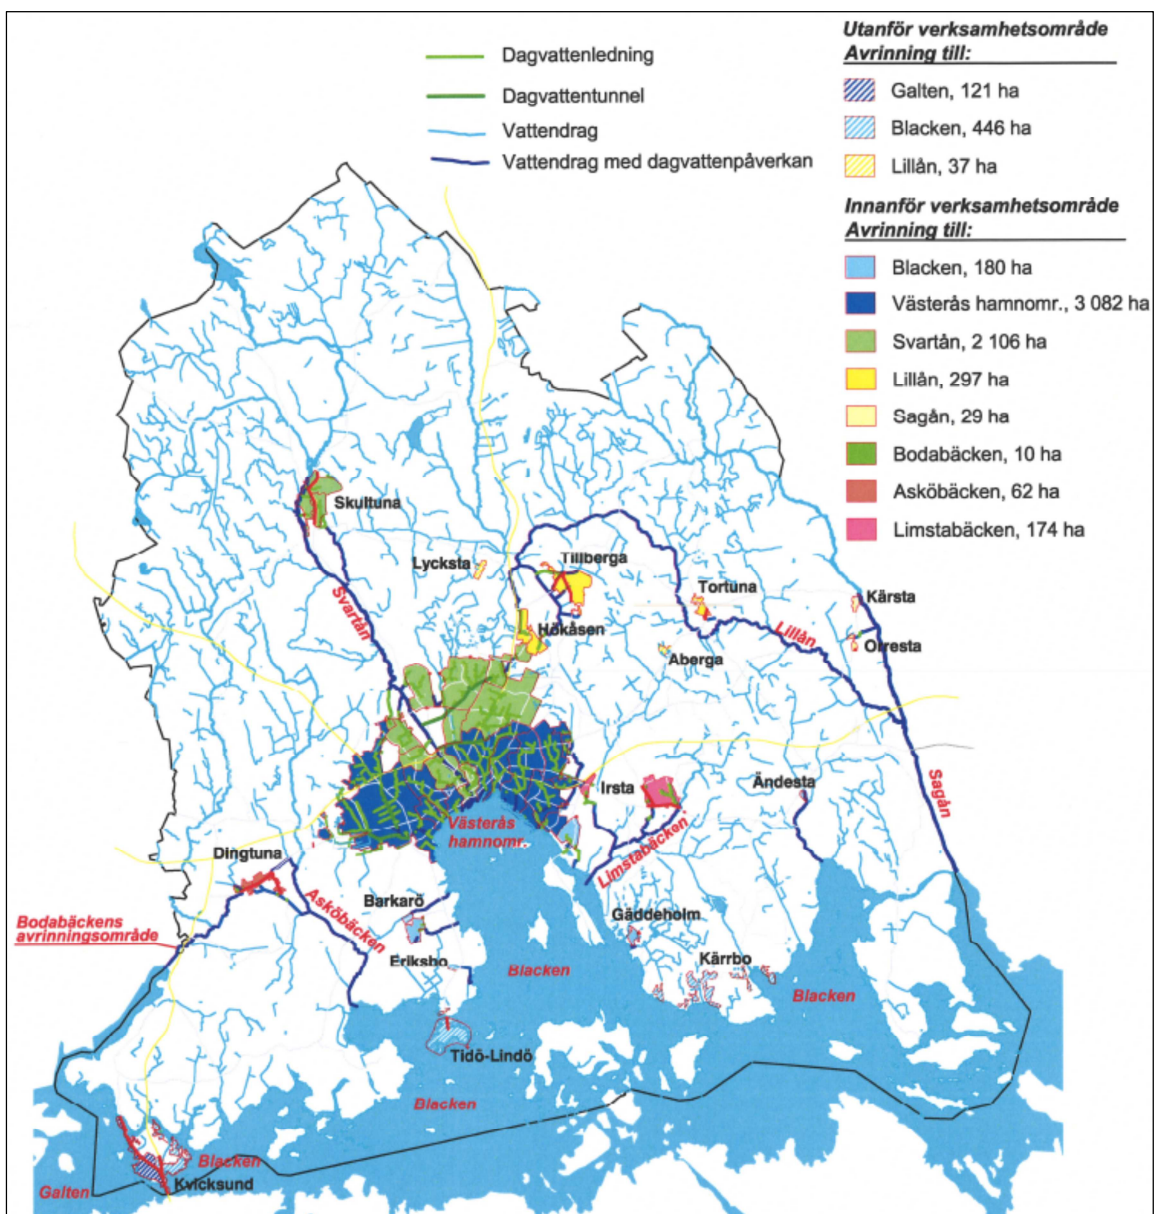 Utanför verksamhetsområde
Avrinning till:
Galten, 121 ha
Blacken, 446 ha
Lillån, 37 ha
Innanför verksamhetsområde
Avrinning till:
Blacken, 180 ha
Västerås hamnomr., 3 082 ha
Svartån, 2 106 ha
Lillån, 297 ha
Sagån, 29 ha
Bodabäcken, 10 ha
Asköbäcken, 62 ha
Limstabäcken, 174 ha
Dagvattenledning
Dagvattentunnel
Vattendrag
Vattendrag med dagvattenpåverkan
Skultuna
Lycksta
Tillberga
Tortuna
Kärsta
Svartån
Hökåsen
Lillån
Orresta
Åberga
Irsta
Ändesta
Sagån
Västerås
hamnomr.
Limstabäcken
Dingtuna
Asköbäcken
Barkarö
Gäddeholm
Bodabäckens
avrinningsområde
Eriksbo
Blacken
Kärrbo
Blacken
Tidö-Lindö
Blacken
Blacken
Kvicksund
Galten